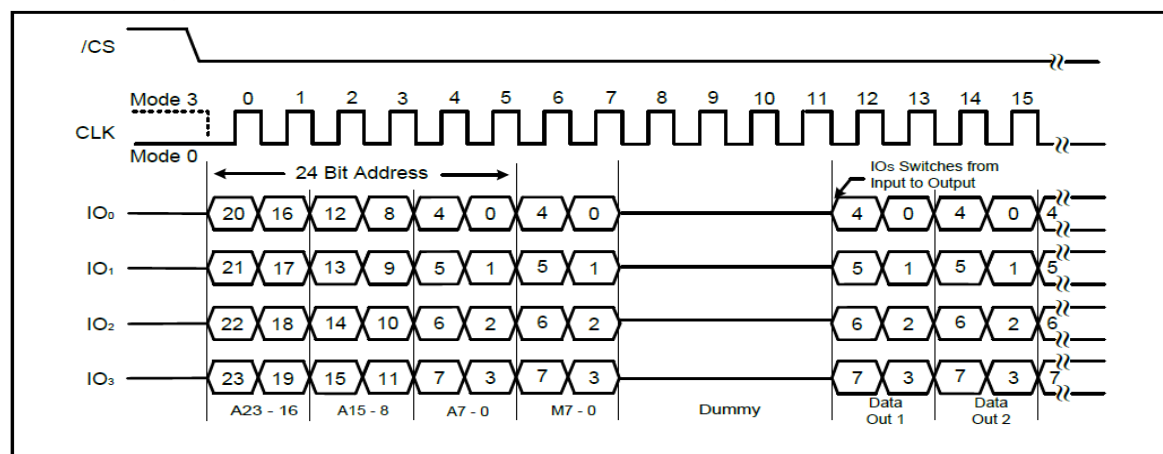 /CS
Mode 3 0 1 2 3 4 5 6 7 8 9 10 11 12 13 14 15
CLK
Mode 0
24 Bit Address
IOs Switches from
Input to Output
IO₀ 20 16 12 8 4 0 4 0 4 0 4 0 4
IO₁ 21 17 13 9 5 1 5 1 5 1 5 1 5
IO₂ 22 18 14 10 6 2 6 2 6 2 6 2 6
IO₃ 23 19 15 11 7 3 7 3 7 3 7 3 7
A23 - 16 A15 - 8 A7 - 0 M7 - 0 Dummy Data Out 1 Data Out 2